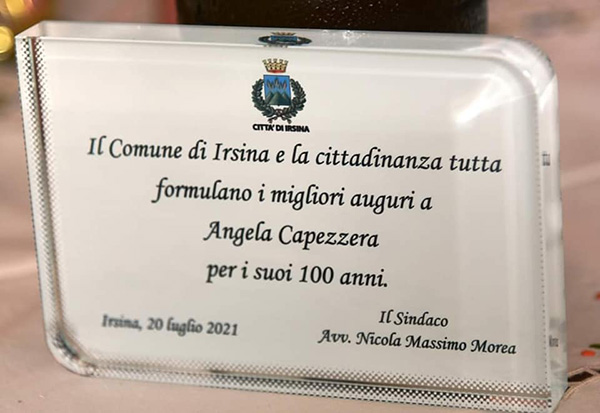 CITTA' DI IRSINA
Il Comune di Irsina e la cittadinanza tutta
formulano i migliori auguri a
Angela Capezzera
per i suoi 100 anni.
Irsina, 20 luglio 2021
Il Sindaco
Avv. Nicola Massimo Morea